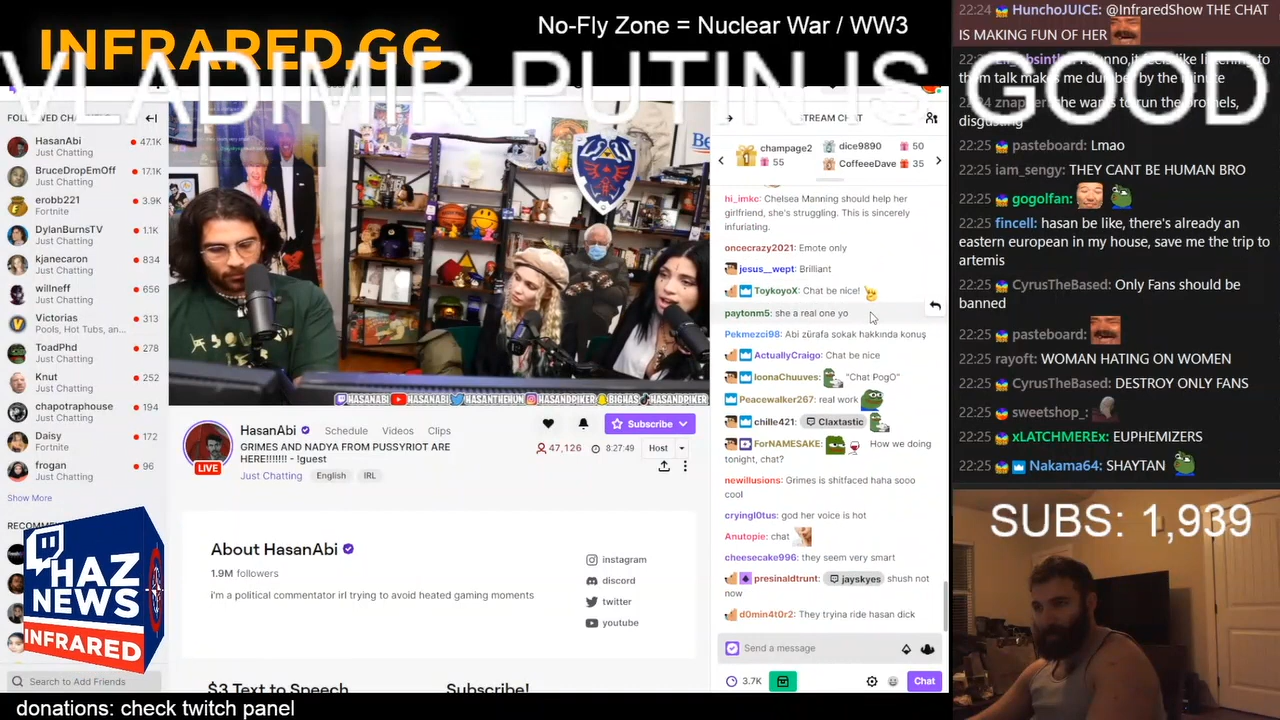 INFRARED.GG
No-Fly Zone = Nuclear War / WW3
VLADIMIR PUTIN IS GOOD
FOLLOWED
HasanAbi
Just Chatting
47.1K
BruceDropEmOff
Just Chatting
17.1K
erobb221
Fortnite
3.9K
DylanBurnsTV
Just Chatting
1.1K
kjanecaron
Just Chatting
834
willneff
Just Chatting
656
Victorias
Pools, Hot Tubs, an...
313
ToadPhd
Just Chatting
278
Knut
Just Chatting
252
chapotraphouse
Just Chatting
194
Daisy
Fortnite
172
frogan
Just Chatting
96
Show More
HAZ
NEWS
INFRARED
Search to Add Friends
donations: check twitch panel
Be
HASANABI HASANABI HASANTHEHUN HASANDPIKER BIGHAS HASANDPIKER
LIVE
HasanAbi
Schedule
Videos
Clips
Subscribe
GRIMES AND NADYA FROM PUSSYRIOT ARE
HERE!!!!!!! - !guest
47,126
8:27:49
Host
Just Chatting
English
IRL
About HasanAbi
1.9M followers
i'm a political commentator irl trying to avoid heated gaming moments
instagram
discord
twitter
youtube
$3 Text to Speech
Subscribe!
STREAM CHAT
champage2
55
dice9890
50
CoffeeeDave
35
hi_imkc: Chelsea Manning should help her
girlfriend, she's struggling. This is sincerely
infuriating.
oncecrazy2021: Emote only
jesus__wept: Brilliant
ToykoyoX: Chat be nice!
paytonm5: she a real one yo
Pekmezci98: Abi zürafa sokak hakkında konuş
ActuallyCraigo: Chat be nice
loonaChuuves: "Chat PogO"
Peacewalker267: real work
chille421: Claxtastic
ForNAMESAKE: How we doing
tonight, chat?
newillusions: Grimes is shitfaced haha sooo
cool
cryingl0tus: god her voice is hot
Anutopie: chat
cheesecake996: they seem very smart
presinaldtrunt: jayskyes shush not
now
d0min4t0r2: They tryina ride hasan dick
Send a message
3.7K
Chat
22:24 HunchoJUICE: @InfraredShow THE CHAT
IS MAKING FUN OF HER
them talk makes me dumber by the minute
she wants to run the brothels,
disgusting
22:25 pasteboard: Lmao
22:25 iam_sengy: THEY CANT BE HUMAN BRO
22:25 gogolfan:
22:25 fincell: hasan be like, there's already an
eastern european in my house, save me the trip to
artemis
22:25 CyrusTheBased: Only Fans should be
banned
22:25 pasteboard:
22:25 rayoft: WOMAN HATING ON WOMEN
22:25 CyrusTheBased: DESTROY ONLY FANS
22:25 sweetshop_:
22:25 xLATCHMEREx: EUPHEMIZERS
22:25 Nakama64: SHAYTAN
SUBS: 1,939